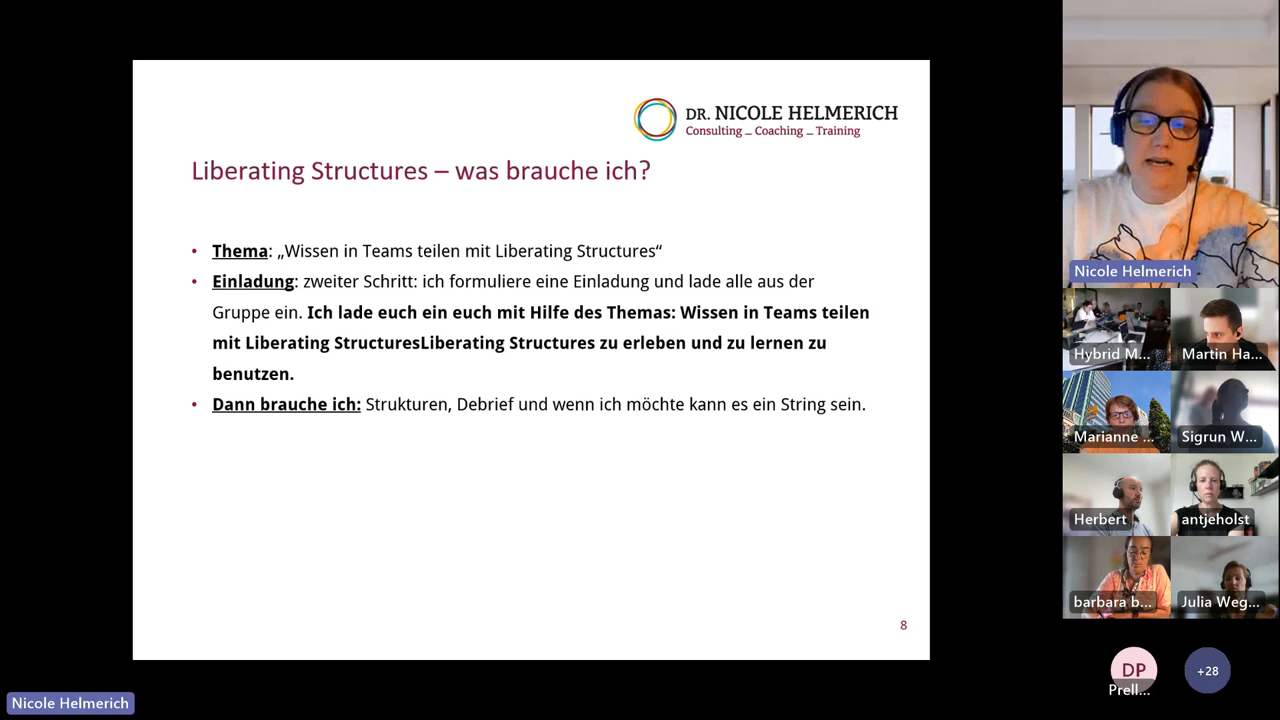 DR. NICOLE HELMERICH
Consulting _ Coaching _ Training
Liberating Structures – was brauche ich?
• Thema: „Wissen in Teams teilen mit Liberating Structures“
• Einladung: zweiter Schritt: ich formuliere eine Einladung und lade alle aus der
Gruppe ein. Ich lade euch ein euch mit Hilfe des Themas: Wissen in Teams teilen
mit Liberating StructuresLiberating Structures zu erleben und zu lernen zu
benutzen.
• Dann brauche ich: Strukturen, Debrief und wenn ich möchte kann es ein String sein.
8
Nicole Helmerich
Nicole Helmerich
Hybrid M...
Martin Ha...
Marianne ...
Sigrun W...
Herbert
antjeholst
barbara b...
Julia Weg...
DP
Prell...
+28